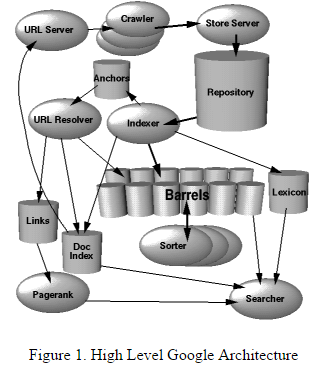 URL Server
Crawler
Store Server
Anchors
Repository
URL Resolver
Indexer
Barrels
Lexicon
Links
Doc
Index
Sorter
Pagerank
Searcher
Figure 1. High Level Google Architecture